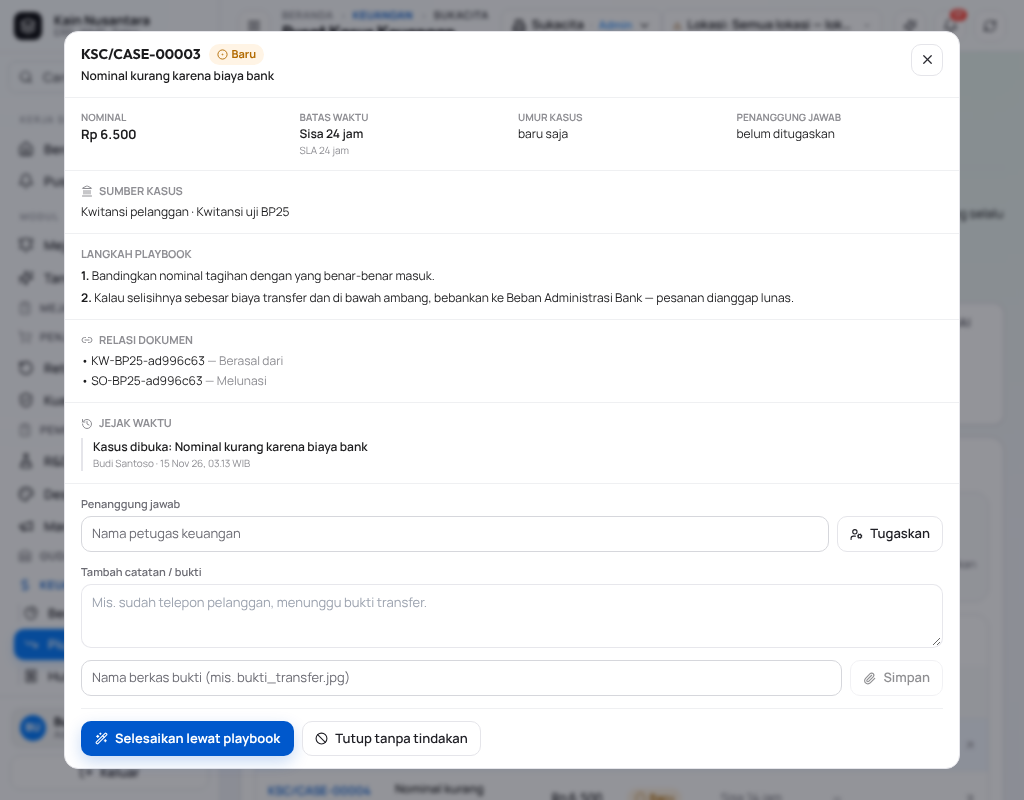 Kain Nusantara
BERANDA
KEUANGAN
SUKACITA
Sukacita
Admin
Lokasi: Semua lokasi — lok...
KSC/CASE-00003
Baru
Nominal kurang karena biaya bank
NOMINAL
Rp 6.500
BATAS WAKTU
Sisa 24 jam
SLA 24 jam
UMUR KASUS
baru saja
PENANGGUNG JAWAB
belum ditugaskan
SUMBER KASUS
Kwitansi pelanggan · Kwitansi uji BP25
LANGKAH PLAYBOOK
1. Bandingkan nominal tagihan dengan yang benar-benar masuk.
2. Kalau selisihnya sebesar biaya transfer dan di bawah ambang, bebankan ke Beban Administrasi Bank — pesanan dianggap lunas.
RELASI DOKUMEN
• KW-BP25-ad996c63 — Berasal dari
• SO-BP25-ad996c63 — Melunasi
JEJAK WAKTU
Kasus dibuka: Nominal kurang karena biaya bank
Budi Santoso · 15 Nov 26, 03.13 WIB
Penanggung jawab
Nama petugas keuangan
Tugaskan
Tambah catatan / bukti
Mis. sudah telepon pelanggan, menunggu bukti transfer.
Nama berkas bukti (mis. bukti_transfer.jpg)
Simpan
Selesaikan lewat playbook
Tutup tanpa tindakan
Keluar
KSC/CASE-00004
Nominal kurang